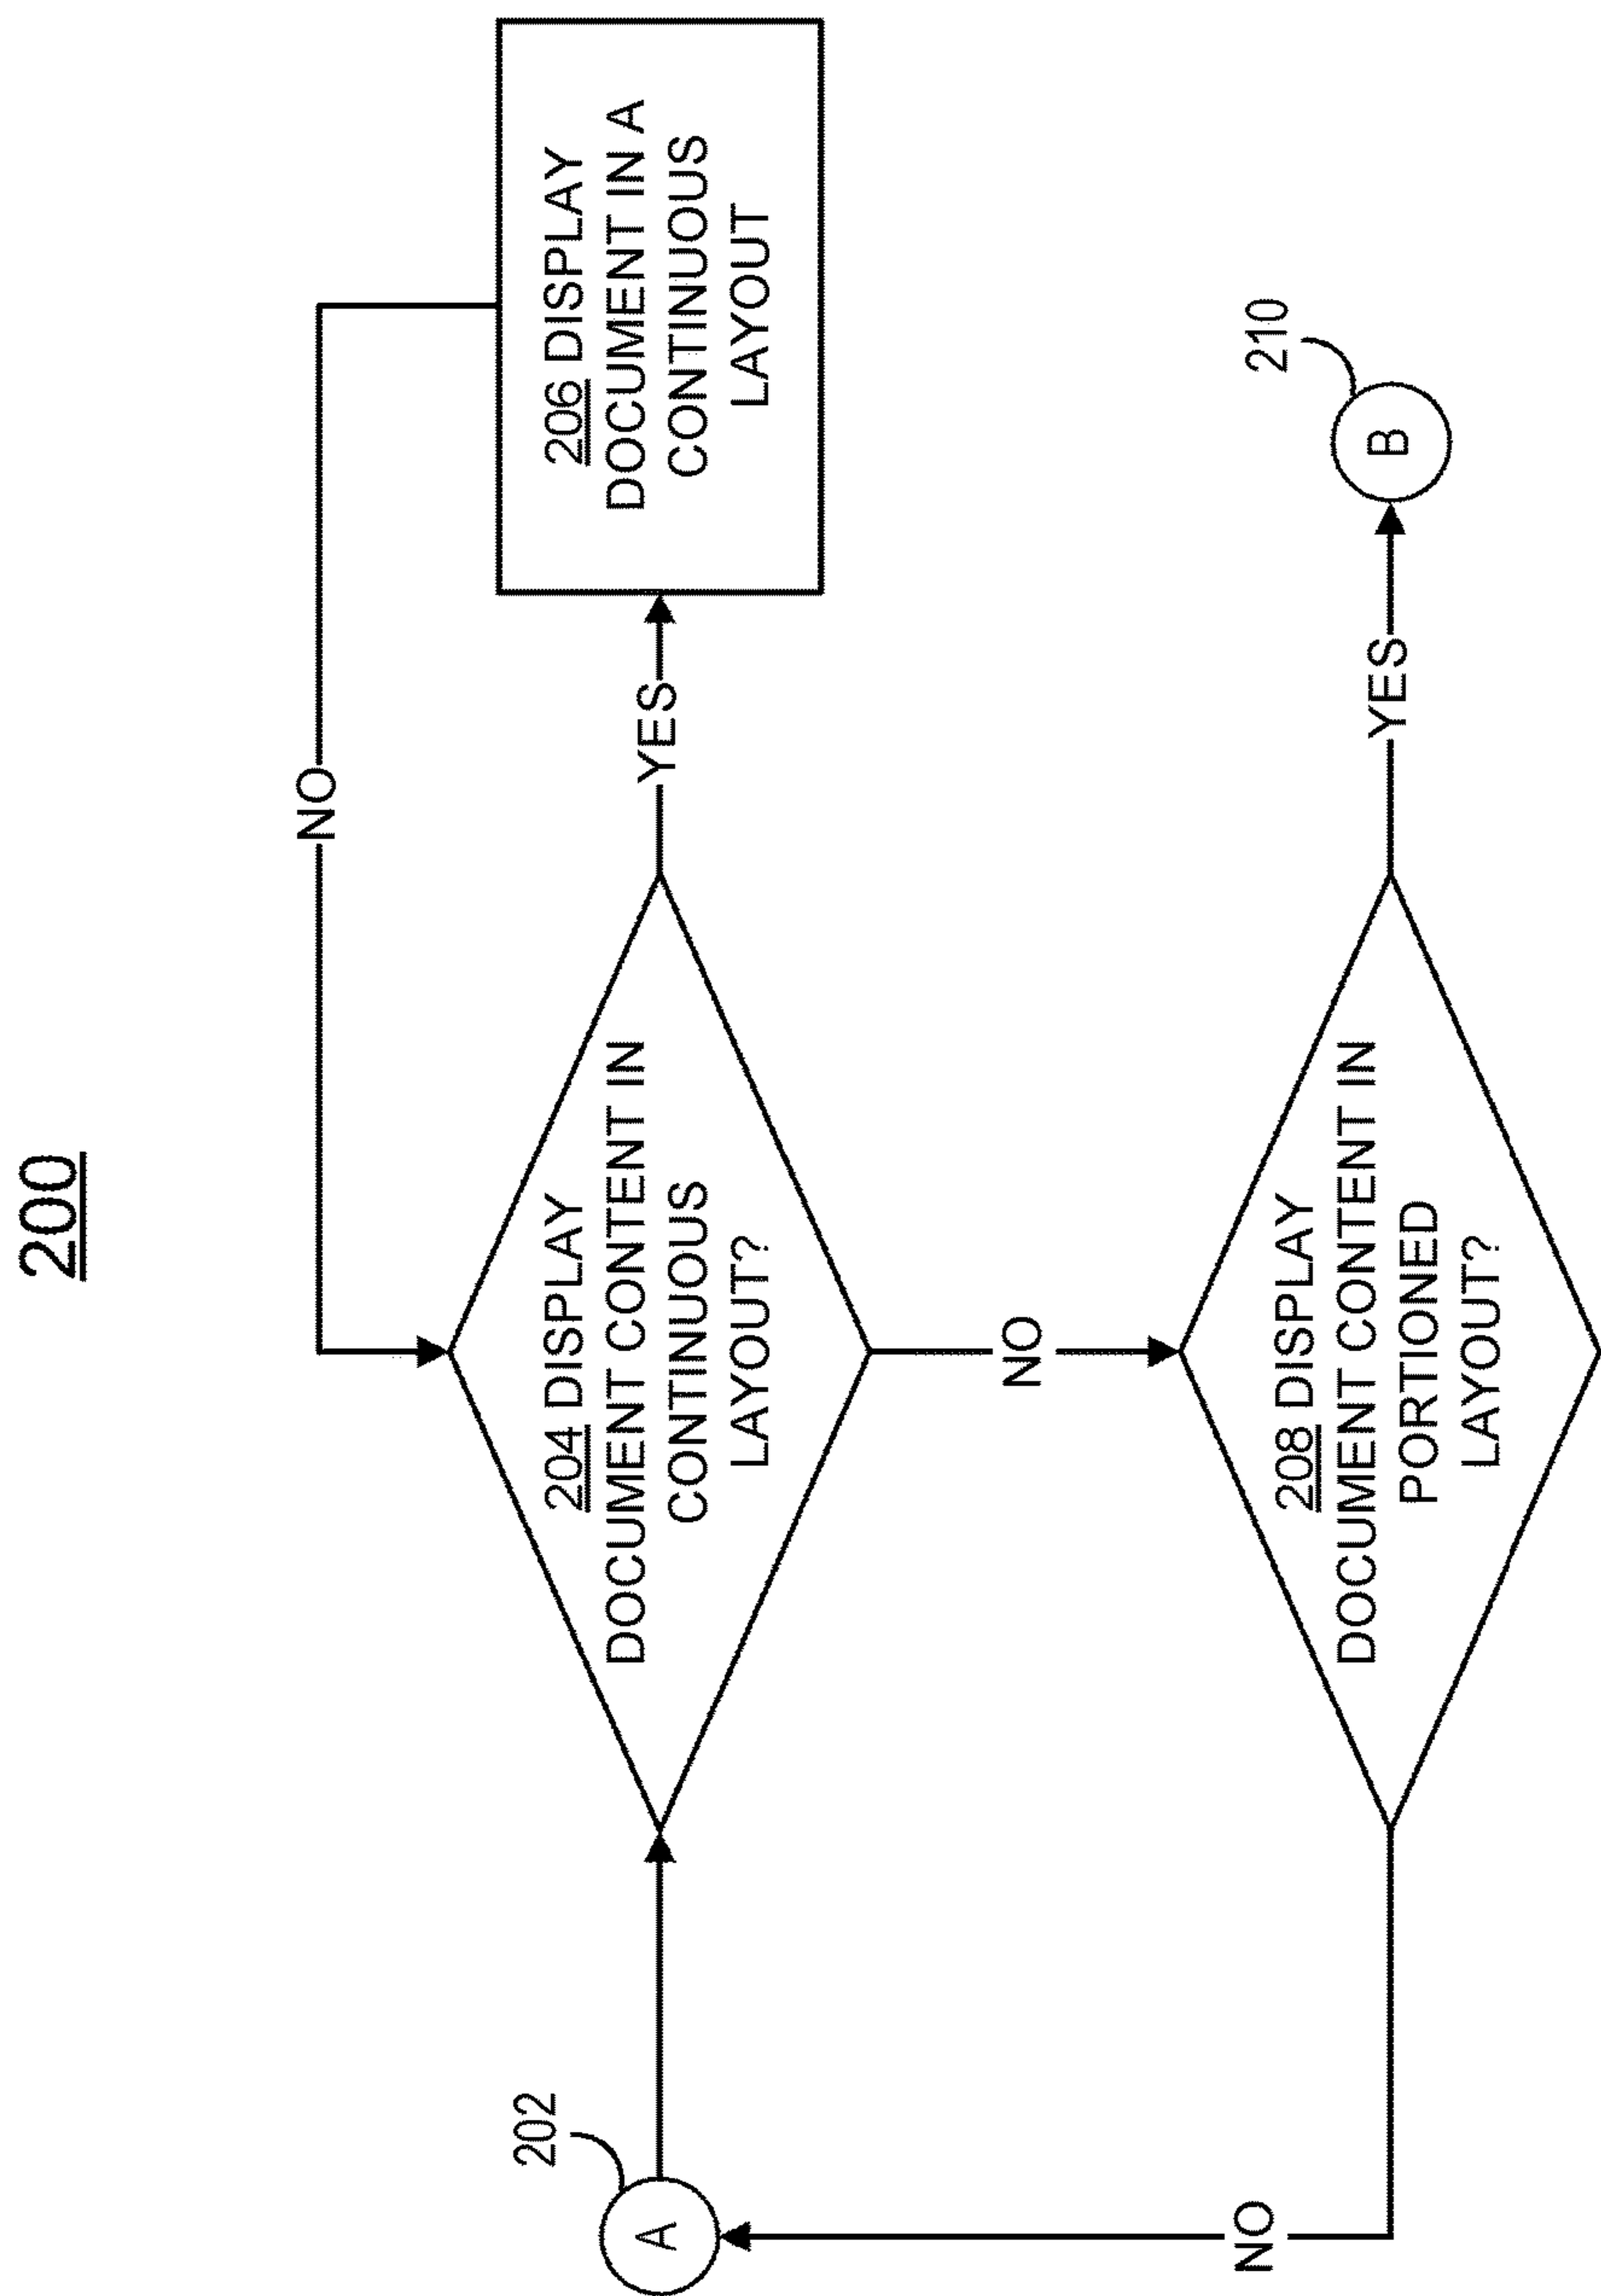 200
NO
202
A
204 DISPLAY
DOCUMENT CONTENT IN
CONTINUOUS
LAYOUT?
YES
206 DISPLAY
DOCUMENT IN A
CONTINUOUS
LAYOUT
NO
NO
208 DISPLAY
DOCUMENT CONTENT IN
PORTIONED
LAYOUT?
YES
210
B